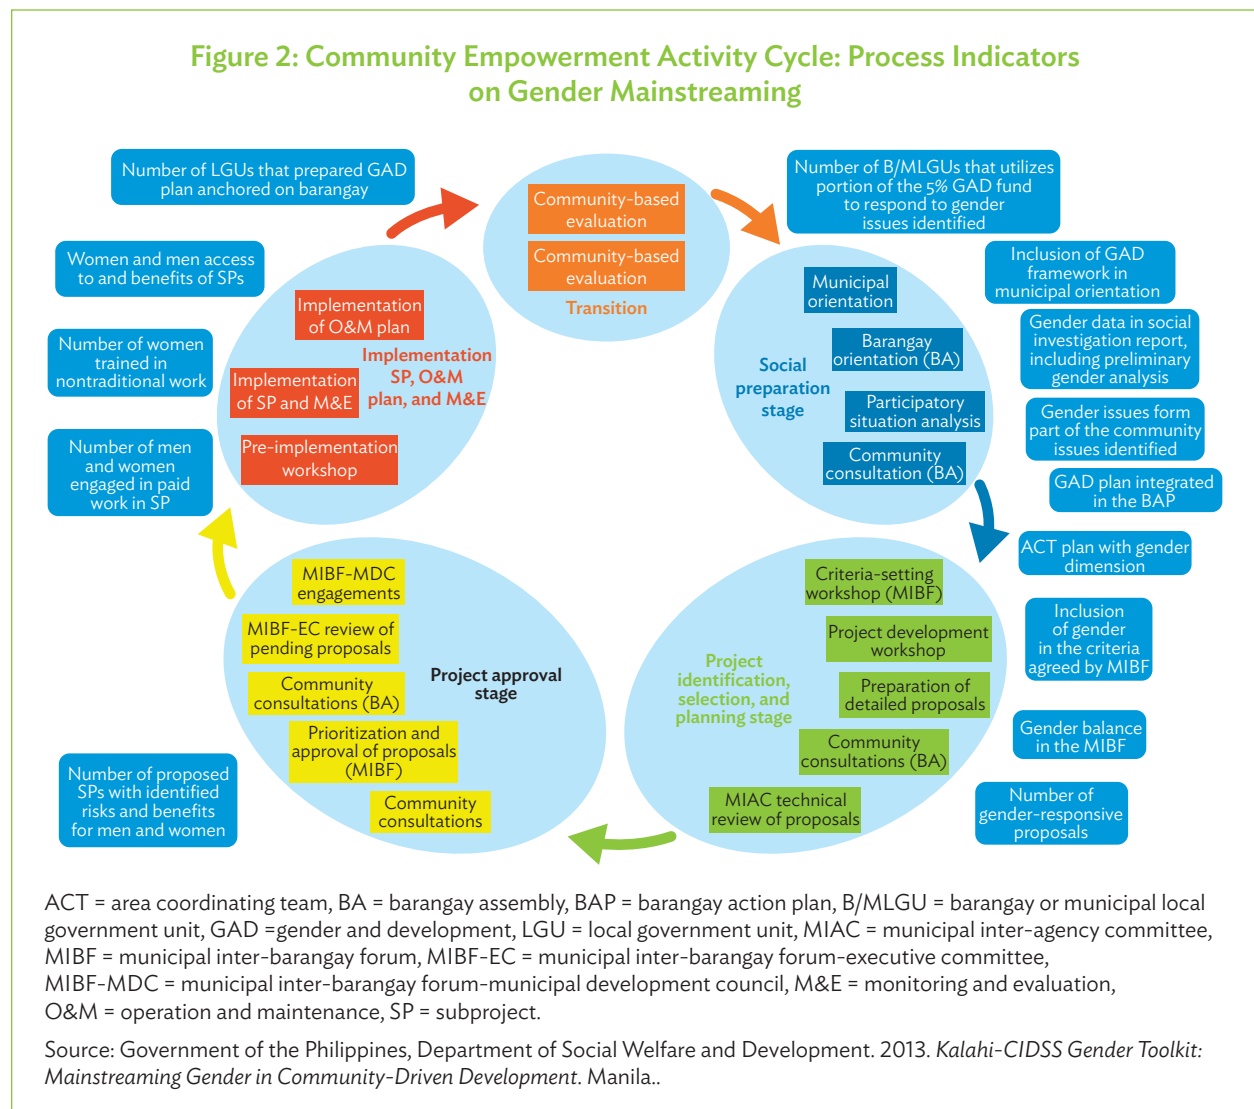 Figure 2: Community Empowerment Activity Cycle: Process Indicators
on Gender Mainstreaming
Number of LGUs that prepared GAD
plan anchored on barangay
Community-based
evaluation
Community-based
evaluation
Transition
Number of B/MLGUs that utilizes
portion of the 5% GAD fund
to respond to gender
issues identified
Women and men access
to and benefits of SPs
Number of women
trained in
nontraditional work
Number of men
and women
engaged in paid
work in SP
Implementation
of O&M plan
Implementation
SP, O&M
plan, and M&E
Implementation
of SP and M&E
Pre-implementation
workshop
Municipal
orientation
Barangay
orientation (BA)
Social
preparation
stage
Participatory
situation analysis
Community
consultation (BA)
Inclusion of GAD
framework in
municipal orientation
Gender data in social
investigation report,
including preliminary
gender analysis
Gender issues form
part of the community
issues identified
GAD plan integrated
in the BAP
ACT plan with gender
dimension
MIBF-MDC
engagements
MIBF-EC review of
pending proposals
Community
consultations (BA)
Project approval
stage
Prioritization and
approval of proposals
(MIBF)
Community
consultations
Number of proposed
SPs with identified
risks and benefits
for men and women
Criteria-setting
workshop (MIBF)
Project development
workshop
Project
identification,
selection, and
planning stage
Preparation of
detailed proposals
Community
consultations (BA)
MIAC technical
review of proposals
Inclusion
of gender
in the criteria
agreed by MIBF
Gender balance
in the MIBF
Number of
gender-responsive
proposals
ACT = area coordinating team, BA = barangay assembly, BAP = barangay action plan, B/MLGU = barangay or municipal local
government unit, GAD =gender and development, LGU = local government unit, MIAC = municipal inter-agency committee,
MIBF = municipal inter-barangay forum, MIBF-EC = municipal inter-barangay forum-executive committee,
MIBF-MDC = municipal inter-barangay forum-municipal development council, M&E = monitoring and evaluation,
O&M = operation and maintenance, SP = subproject.
Source: Government of the Philippines, Department of Social Welfare and Development. 2013. Kalahi-CIDSS Gender Toolkit:
Mainstreaming Gender in Community-Driven Development. Manila..